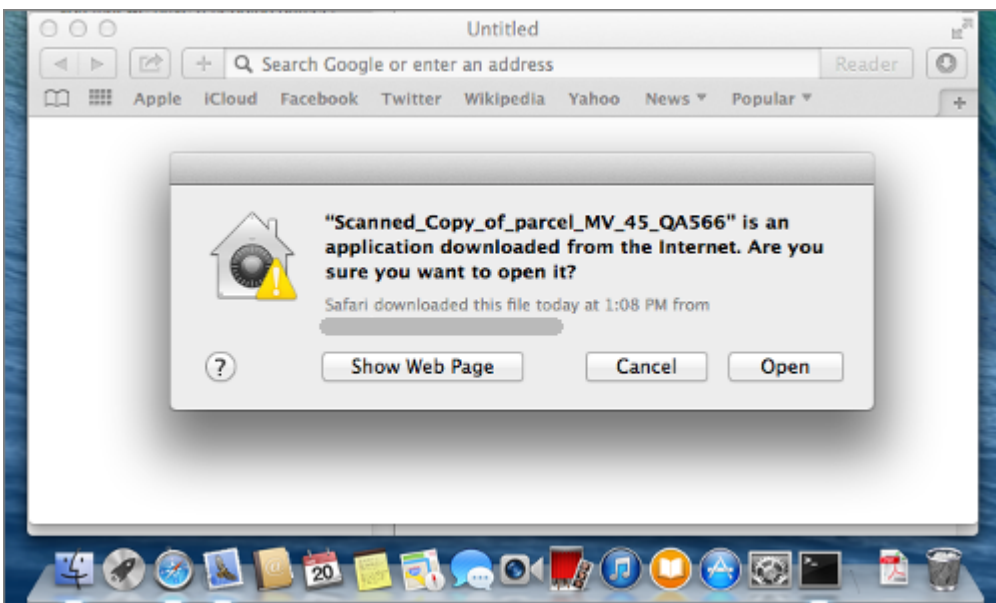 Untitled
Search Google or enter an address
Reader
Apple iCloud Facebook Twitter Wikipedia Yahoo News Popular
“Scanned_Copy_of_parcel_MV_45_QA566” is an
application downloaded from the Internet. Are you
sure you want to open it?
Safari downloaded this file today at 1:08 PM from
? Show Web Page Cancel Open
20